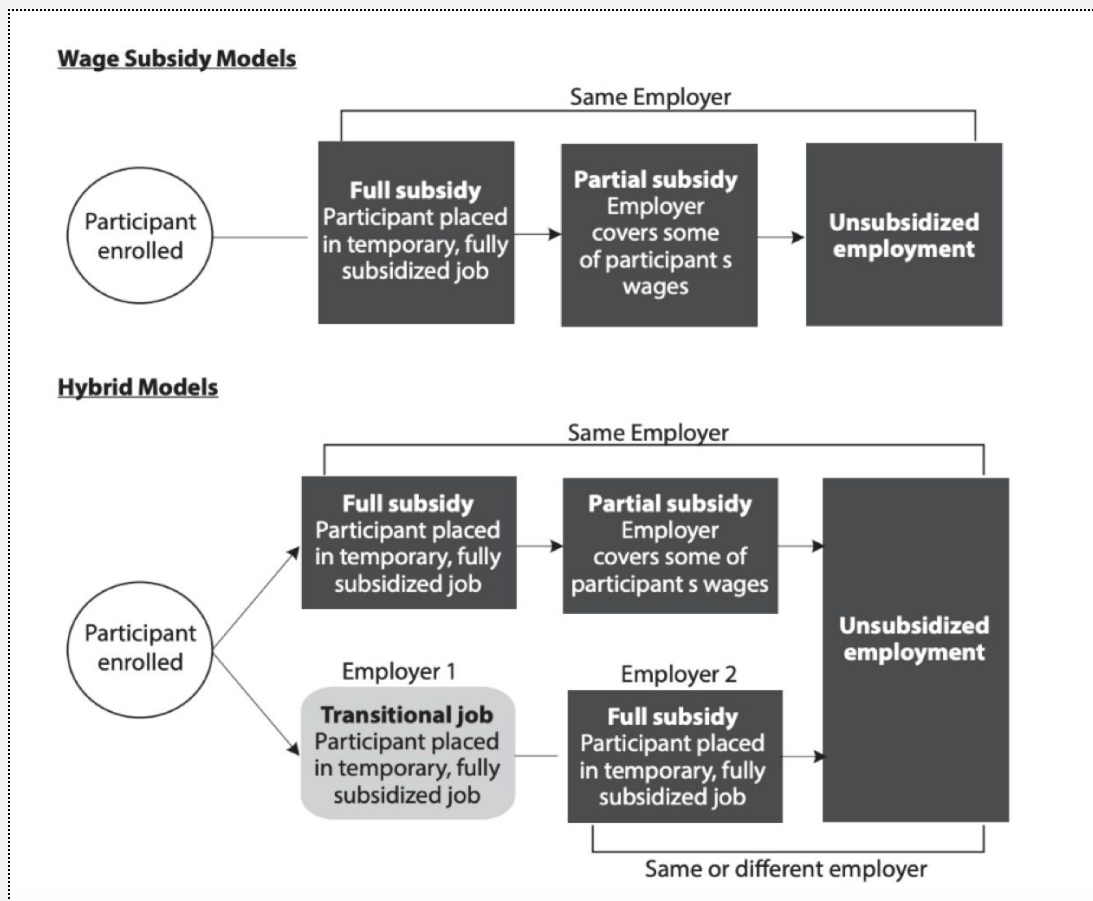 Wage Subsidy Models
Same Employer
Participant
enrolled
Full subsidy
Participant placed
in temporary, fully
subsidized job
Partial subsidy
Employer
covers some
of participant s
wages
Unsubsidized
employment
Hybrid Models
Same Employer
Participant
enrolled
Full subsidy
Participant placed
in temporary, fully
subsidized job
Partial subsidy
Employer
covers some of
participant s wages
Unsubsidized
employment
Employer 1
Transitional job
Participant placed
in temporary, fully
subsidized job
Employer 2
Full subsidy
Participant placed
in temporary, fully
subsidized job
Same or different employer